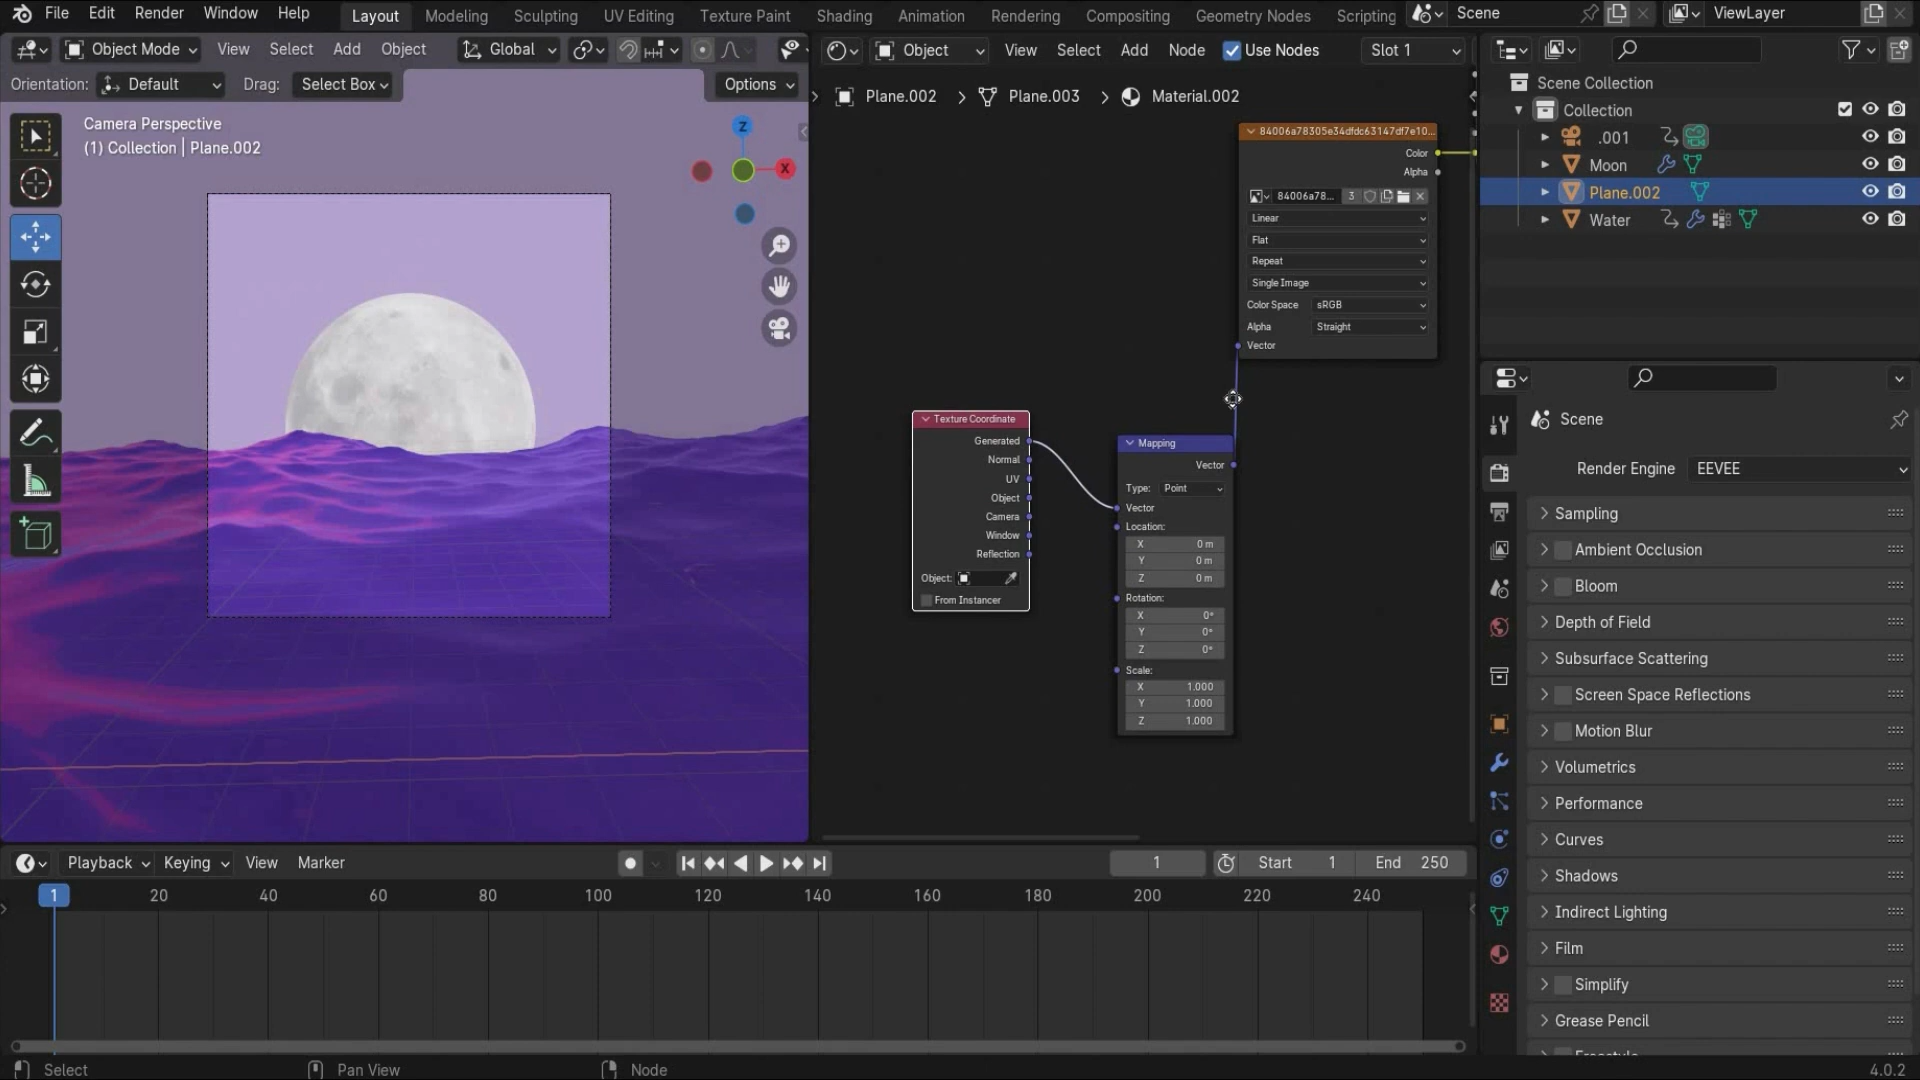 File Edit Render Window Help Layout Modeling Sculpting UV Editing Texture Paint Shading Animation Rendering Compositing Geometry Nodes Scripting Scene ViewLayer
Object Mode View Select Add Object Global Object View Select Add Node Use Nodes Slot 1
Orientation: Default Drag: Select Box Options
Plane.002 > Plane.003 > Material.002
Camera Perspective
(1) Collection | Plane.002
Z
X
84006a78305e34dfdc63147df7e10...
Color
Alpha
84006a78... 3
Linear
Flat
Repeat
Single Image
Color Space sRGB
Alpha Straight
Vector
Texture Coordinate
Generated
Normal
UV
Object
Camera
Window
Reflection
Object:
From Instancer
Mapping
Vector
Type: Point
Vector
Location:
X 0 m
Y 0 m
Z 0 m
Rotation:
X 0°
Y 0°
Z 0°
Scale:
X 1.000
Y 1.000
Z 1.000
Scene Collection
Collection
.001
Moon
Plane.002
Water
Scene
Render Engine EEVEE
Sampling
Ambient Occlusion
Bloom
Depth of Field
Subsurface Scattering
Screen Space Reflections
Motion Blur
Volumetrics
Performance
Curves
Shadows
Indirect Lighting
Film
Simplify
Grease Pencil
Playback Keying View Marker 1 Start 1 End 250
1 20 40 60 80 100 120 140 160 180 200 220 240
Select Pan View Node 4.0.2